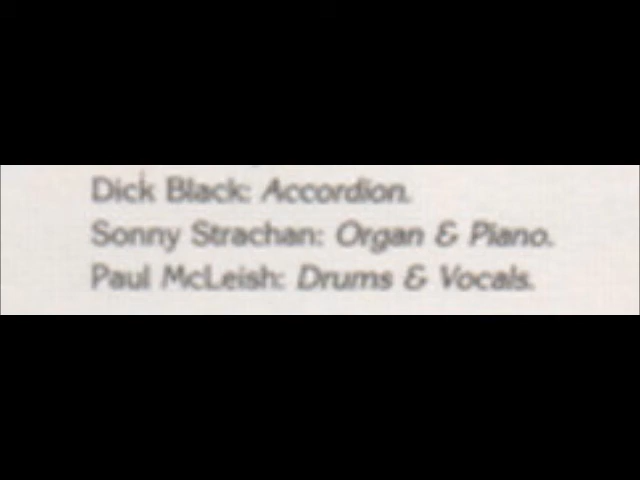 Dick Black: Accordion.
Sonny Strachan: Organ & Piano.
Paul McLeish: Drums & Vocals.